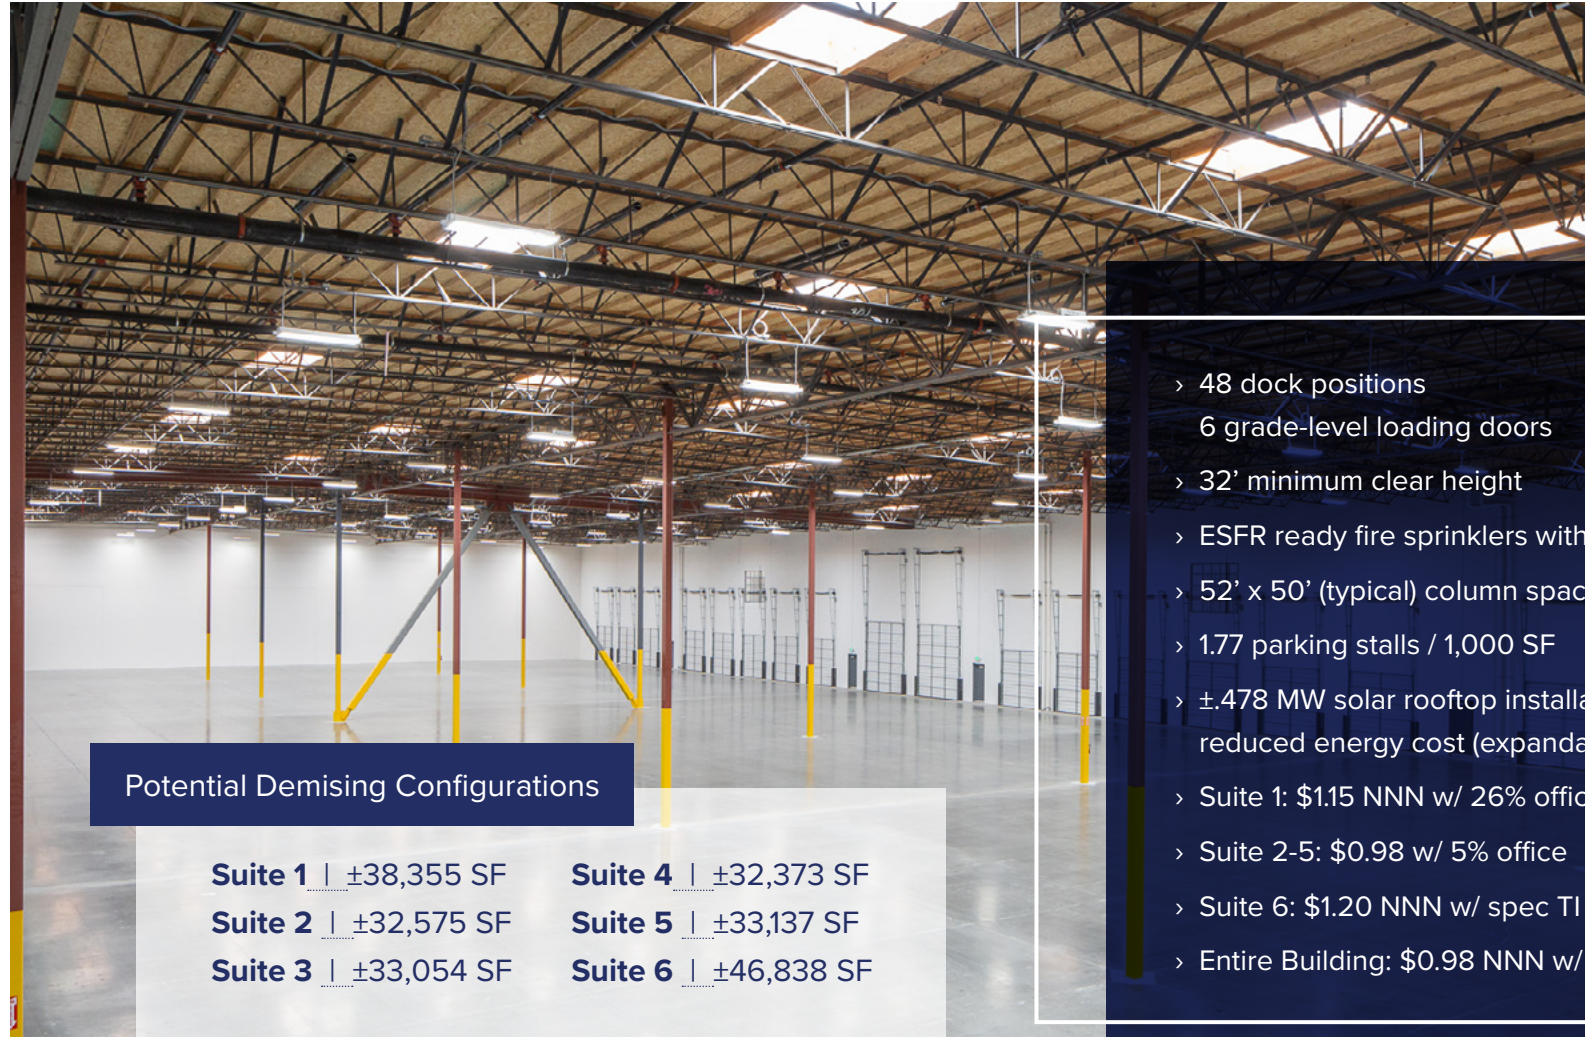 › 48 dock positions
6 grade-level loading doors
› 32’ minimum clear height
› ESFR ready fire sprinklers with
› 52’ x 50’ (typical) column
› 1.77 parking stalls / 1,000 SF
› ±.478 MW solar rooftop
reduced energy cost
› Suite 1: $1.15 NNN w/ 26%
› Suite 2-5: $0.98 w/ 5% office
› Suite 6: $1.20 NNN w/ spec TI
› Entire Building: $0.98 NNN w/
Potential Demising Configurations
Suite 1 | ±38,355 SF
Suite 2 | ±32,575 SF
Suite 3 | ±33,054 SF
Suite 4 | ±32,373 SF
Suite 5 | ±33,137 SF
Suite 6 | ±46,838 SF